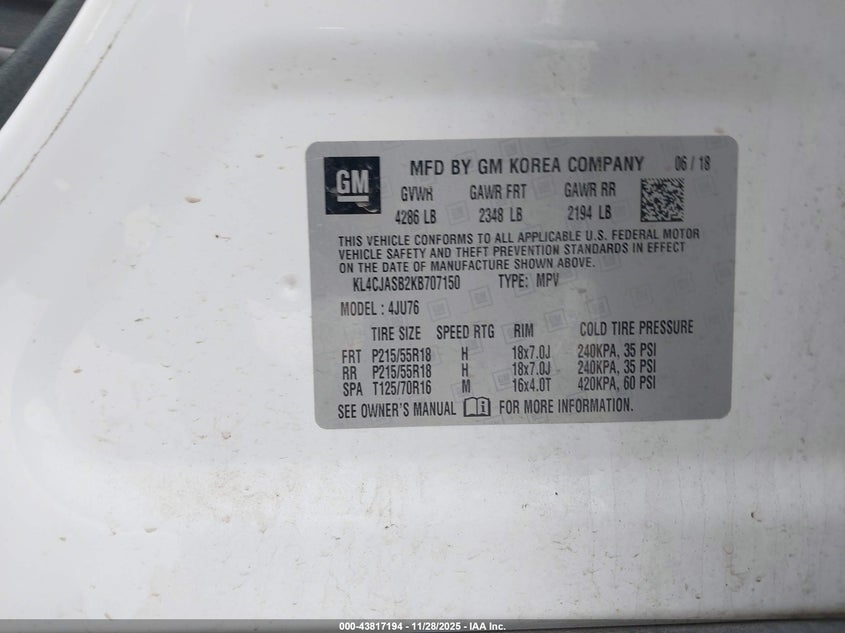 GM
MFD BY GM KOREA COMPANY 06 / 18
GVWR GAWR FRT GAWR RR
4286 LB 2348 LB 2194 LB
THIS VEHICLE CONFORMS TO ALL APPLICABLE U.S. FEDERAL MOTOR
VEHICLE SAFETY AND THEFT PREVENTION STANDARDS IN EFFECT
ON THE DATE OF MANUFACTURE SHOWN ABOVE.
KL4CJASB2KB707150 TYPE: MPV
MODEL : 4JU76
TIRE SIZE SPEED RTG RIM COLD TIRE PRESSURE
FRT P215/55R18 H 18x7.0J 240KPA, 35 PSI
RR P215/55R18 H 18x7.0J 240KPA, 35 PSI
SPA T125/70R16 M 16x4.0T 420KPA, 60 PSI
SEE OWNER'S MANUAL FOR MORE INFORMATION.
000-43817194 - 11/28/2025 - IAA Inc.